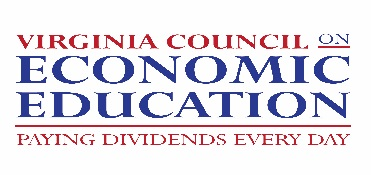 VIRGINIA COUNCIL ON
ECONOMIC
EDUCATION
PAYING DIVIDENDS EVERY DAY